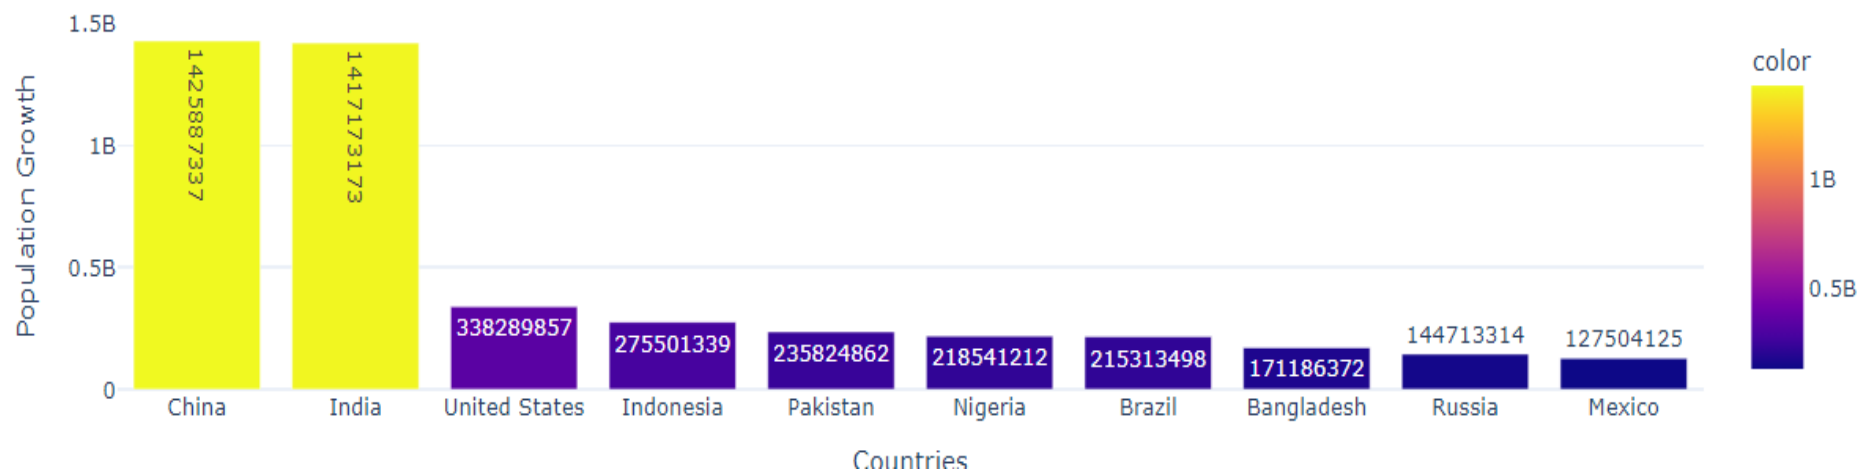 1.5B
1B
0.5B
0
Population Growth
1425887337
1417173173
338289857
275501339
235824862
218541212
215313498
171186372
144713314
127504125
China
India
United States
Indonesia
Pakistan
Nigeria
Brazil
Bangladesh
Russia
Mexico
Countries
color
1B
0.5B